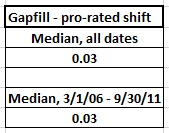 Gapfill - pro-rated shift
Median, all dates
0.03
Median, 3/1/06 - 9/30/11
0.03